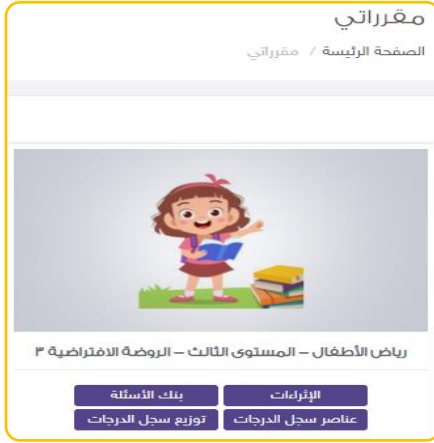 مقرراتي
الصفحة الرئيسة / مقرراتي
رياض الأطفال – المستوى الثالث – الروضة الافتراضية ٣
الإثراءات بنك الأسئلة
عناصر سجل الدرجات توزيع سجل الدرجات